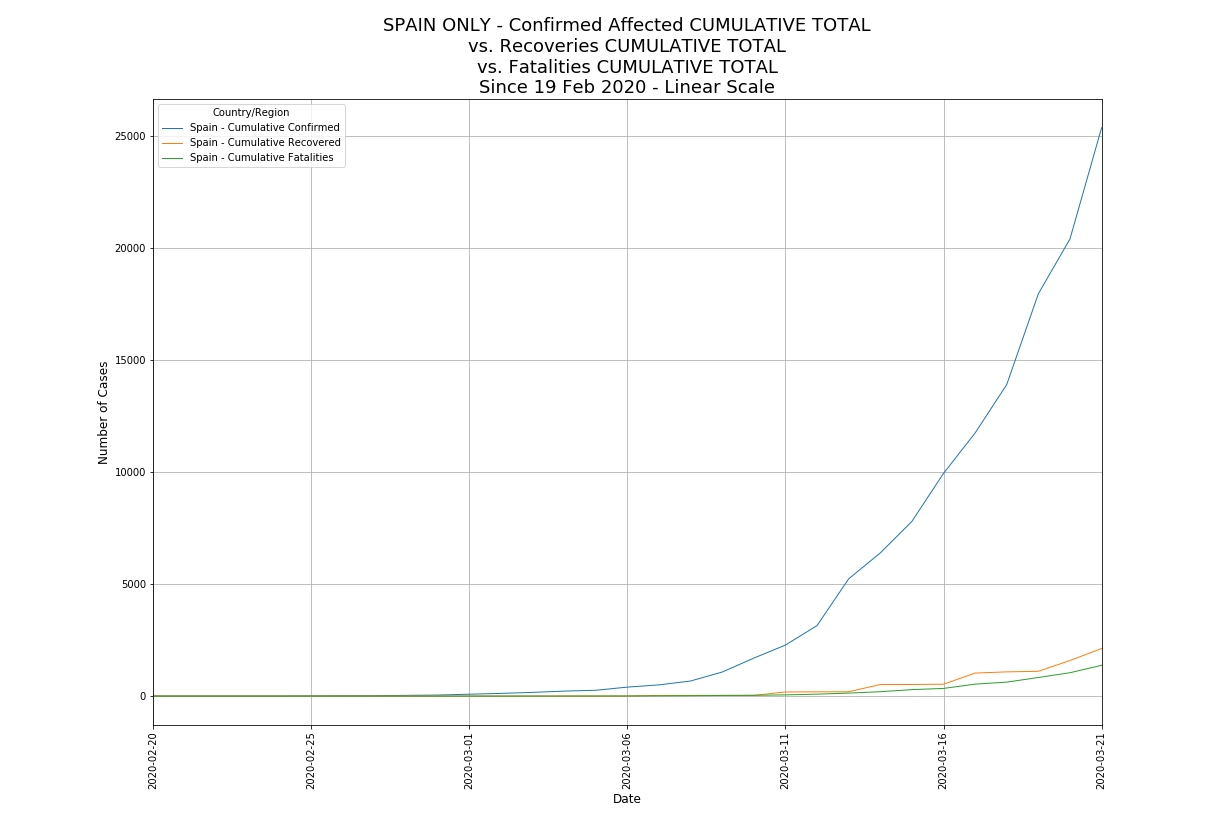 SPAIN ONLY - Confirmed Affected CUMULATIVE TOTAL
vs. Recoveries CUMULATIVE TOTAL
vs. Fatalities CUMULATIVE TOTAL
Since 19 Feb 2020 - Linear Scale
Country/Region
Spain - Cumulative Confirmed
Spain - Cumulative Recovered
Spain - Cumulative Fatalities
Number of Cases
25000
20000
15000
10000
5000
0
2020-02-20
2020-02-25
2020-03-01
2020-03-06
2020-03-11
2020-03-16
2020-03-21
Date